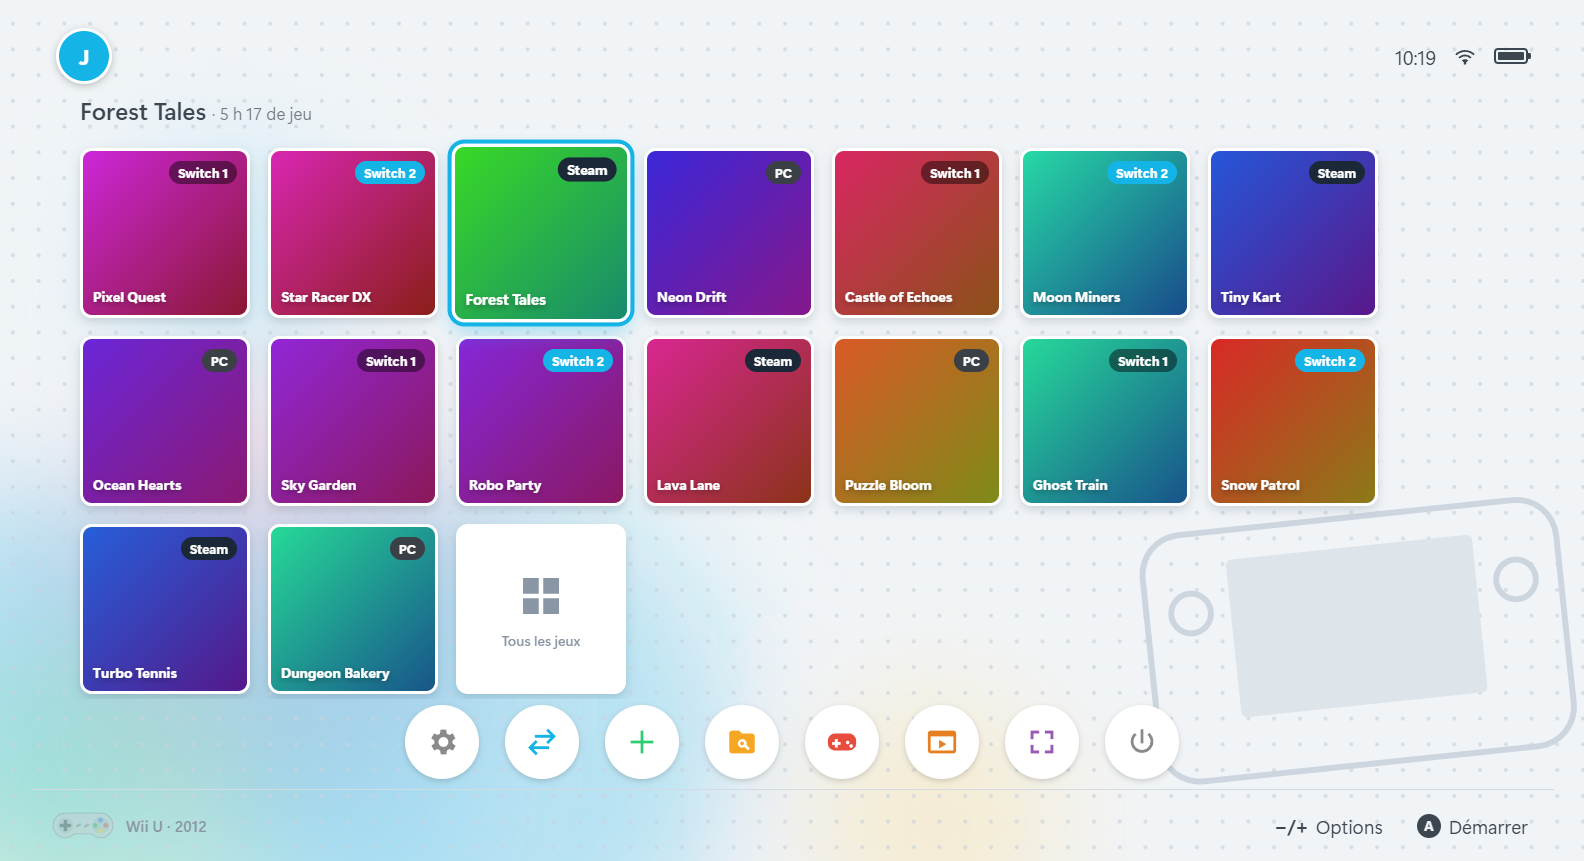 J
10:19
Forest Tales · 5 h 17 de jeu
Switch 1
Pixel Quest
Switch 2
Star Racer DX
Steam
Forest Tales
PC
Neon Drift
Switch 1
Castle of Echoes
Switch 2
Moon Miners
Steam
Tiny Kart
PC
Ocean Hearts
Switch 1
Sky Garden
Switch 2
Robo Party
Steam
Lava Lane
PC
Puzzle Bloom
Switch 1
Ghost Train
Switch 2
Snow Patrol
Steam
Turbo Tennis
PC
Dungeon Bakery
Tous les jeux
Wii U · 2012
−/+ Options
A Démarrer